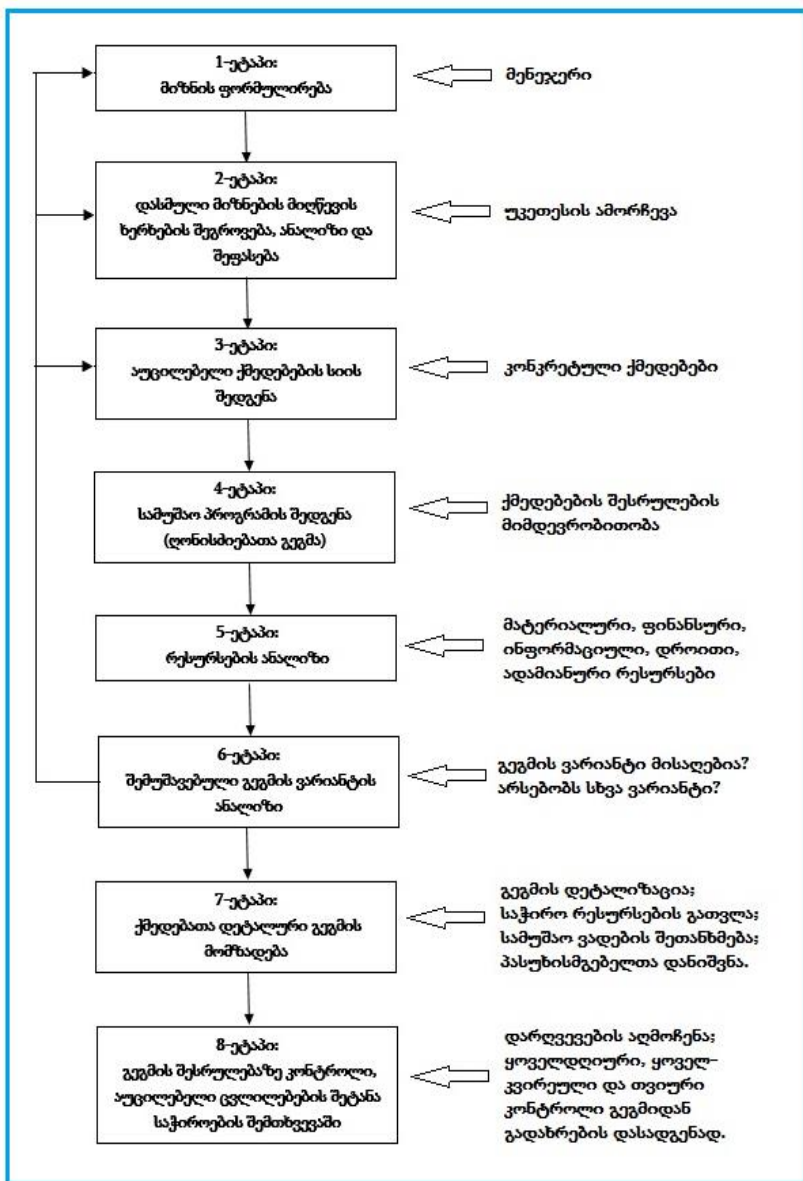 1-ეტაპი:
მიზნის ფორმულირება
მენეჯერი
2-ეტაპი:
დასმული მიზნების მიღწევის
ხერხების შეგროვება, ანალიზი და
შეფასება
უკეთესის ამორჩევა
3-ეტაპი:
აუცილებელი ქმედებების სიის
შედგენა
კონკრეტული ქმედებები
4-ეტაპი:
სამუშაო პროგრამის შედგენა
(ღონისძიებათა გეგმა)
ქმედებების შესრულების
მიმდევრობითობა
5-ეტაპი:
რესურსების ანალიზი
მატერიალური, ფინანსური,
ინფორმაციული, დროითი,
ადამიანური რესურსები
6-ეტაპი:
შემუშავებული გეგმის ვარიანტის
ანალიზი
გეგმის ვარიანტი მისაღებია?
არსებობს სხვა ვარიანტი?
7-ეტაპი:
ქმედებათა დეტალური გეგმის
მომზადება
გეგმის დეტალიზაცია;
საჭირო რესურსების გათვლა;
სამუშაო ვადების შეთანხმება;
პასუხისმგებელთა დანიშვნა.
8-ეტაპი:
გეგმის შესრულებაზე კონტროლი,
აუცილებელი ცვლილებების შეტანა
საჭიროების შემთხვევაში
დარღვევების აღმოჩენა;
ყოველდღიური, ყოველ-
კვირეული და თვიური
კონტროლი გეგმიდან
გადახრების დასადგენად.